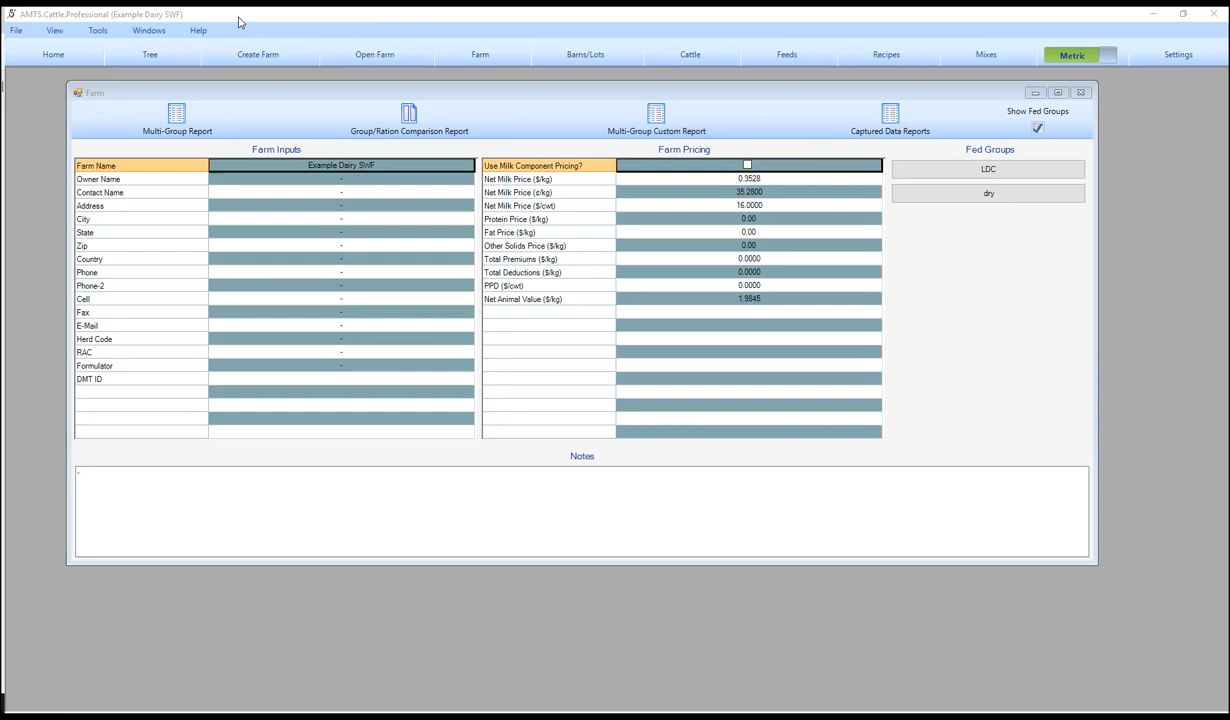 AMTS.Cattle.Professional (Example Dairy SWF)
File View Tools Windows Help
Home Tree Create Farm Open Farm Farm Barns/Lots Cattle Feeds Recipes Mixes Metric Settings
Farm
Multi-Group Report Group/Ration Comparison Report Multi-Group Custom Report Captured Data Reports Show Fed Groups
Farm Inputs Farm Pricing Fed Groups
Farm Name Example Dairy SWF Use Milk Component Pricing? LDC
Owner Name - Net Milk Price ($/kg) 0.3528
Contact Name - Net Milk Price (¢/kg) 35.2800 dry
Address - Net Milk Price ($/cwt) 16.0000
City - Protein Price ($/kg) 0.00
State - Fat Price ($/kg) 0.00
Zip - Other Solids Price ($/kg) 0.00
Country - Total Premiums ($/kg) 0.0000
Phone - Total Deductions ($/kg) 0.0000
Phone-2 - PPD ($/cwt) 0.0000
Cell - Net Animal Value ($/kg) 1.9845
Fax -
E-Mail -
Herd Code -
RAC -
Formulator -
DMT ID
Notes
-